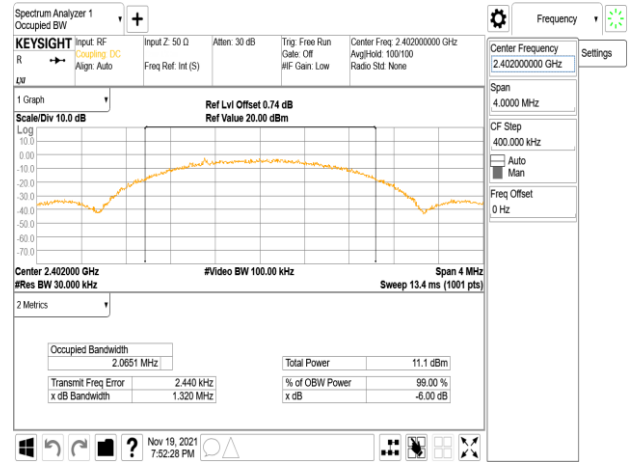 Spectrum Analyzer 1
Occupied BW
Frequency
KEYSIGHT
R
LXI
Input: RF
Coupling: DC
Align: Auto
Input Z: 50 Ω
Freq Ref: Int (S)
Atten: 30 dB
Trig: Free Run
Gate: Off
#IF Gain: Low
Center Freq: 2.402000000 GHz
Avg|Hold: 100/100
Radio Std: None
Center Frequency
2.402000000 GHz
Settings
Span
4.0000 MHz
CF Step
400.000 kHz
Auto
Man
Freq Offset
0 Hz
1 Graph
Scale/Div 10.0 dB
Ref Lvl Offset 0.74 dB
Ref Value 20.00 dBm
Log
10.0
0.00
-10.0
-20.0
-30.0
-40.0
-50.0
-60.0
-70.0
Center 2.402000 GHz
#Res BW 30.000 kHz
#Video BW 100.00 kHz
Span 4 MHz
Sweep 13.4 ms (1001 pts)
2 Metrics
Occupied Bandwidth
2.0651 MHz
Total Power 11.1 dBm
Transmit Freq Error 2.440 kHz
% of OBW Power 99.00 %
x dB Bandwidth 1.320 MHz
x dB -6.00 dB
?
Nov 19, 2021
7:52:28 PM